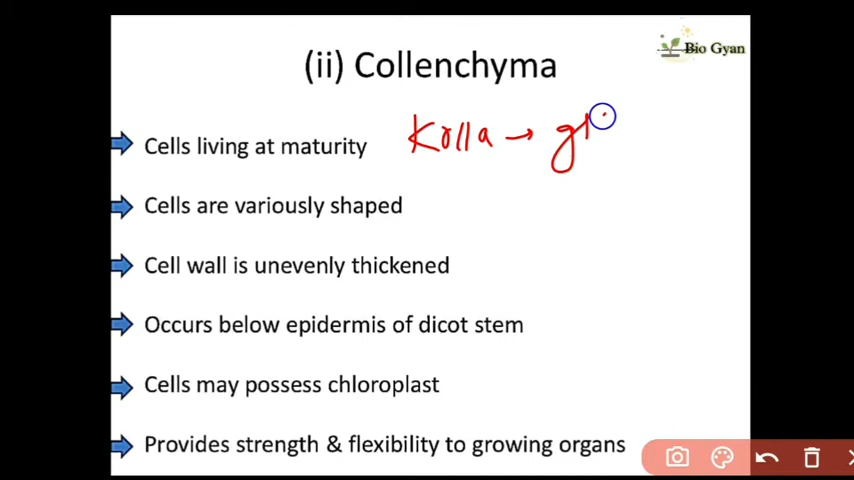 Bio Gyan
(ii) Collenchyma
Cells living at maturity
Kolla → gl
Cells are variously shaped
Cell wall is unevenly thickened
Occurs below epidermis of dicot stem
Cells may possess chloroplast
Provides strength & flexibility to growing organs